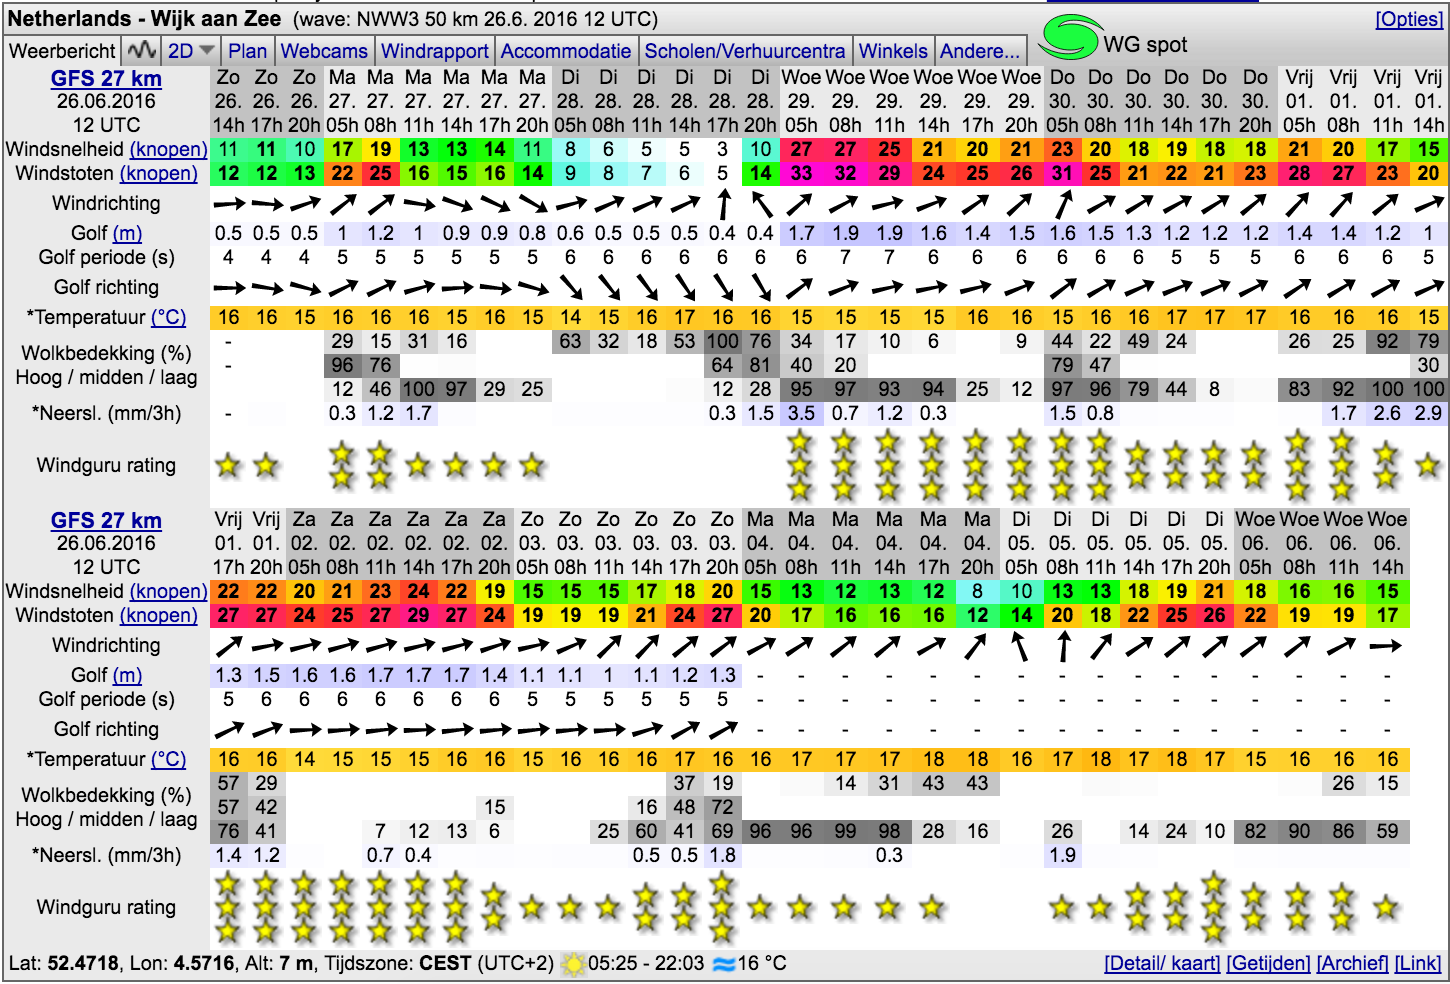 Netherlands - Wijk aan Zee (wave: NWW3 50 km 26.6. 2016 12 UTC) [Opties]
Weerbericht 2D Plan Webcams Windrapport Accommodatie Scholen/Verhuurcentra Winkels Andere... WG spot
GFS 27 km Zo Zo Zo Ma Ma Ma Ma Ma Ma Di Di Di Di Di Di Woe Woe Woe Woe Woe Woe Do Do Do Do Do Do Vrij Vrij Vrij Vrij
26.06.2016 26. 26. 26. 27. 27. 27. 27. 27. 27. 28. 28. 28. 28. 28. 28. 29. 29. 29. 29. 29. 29. 30. 30. 30. 30. 30. 30. 01. 01. 01. 01.
12 UTC 14h 17h 20h 05h 08h 11h 14h 17h 20h 05h 08h 11h 14h 17h 20h 05h 08h 11h 14h 17h 20h 05h 08h 11h 14h 17h 20h 05h 08h 11h 14h
Windsnelheid (knopen) 11 11 10 17 19 13 13 14 11 8 6 5 5 3 10 27 27 25 21 20 21 23 20 18 19 18 18 21 20 17 15
Windstoten (knopen) 12 12 13 22 25 16 15 16 14 9 8 7 6 5 14 33 32 29 24 25 26 31 25 21 22 21 23 28 27 23 20
Windrichting
Golf (m) 0.5 0.5 0.5 1 1.2 1 0.9 0.9 0.8 0.6 0.5 0.5 0.5 0.4 0.4 1.7 1.9 1.9 1.6 1.4 1.5 1.6 1.5 1.3 1.2 1.2 1.2 1.4 1.4 1.2 1
Golf periode (s) 4 4 4 5 5 5 5 5 5 6 6 6 6 6 6 6 7 7 6 6 6 6 6 6 5 5 5 6 6 6 5
Golf richting
*Temperatuur (°C) 16 16 15 16 16 16 15 16 15 14 15 16 17 16 16 15 15 15 15 16 16 15 16 16 17 17 17 16 16 16 15
- 29 15 31 16 63 32 18 53 100 76 34 17 10 6 9 44 22 49 24 26 25 92 79
Wolkbedekking (%)
- 96 76 64 81 40 20 79 47 30
Hoog / midden / laag
12 46 100 97 29 25 12 28 95 97 93 94 25 12 97 96 79 44 8 83 92 100 100
*Neersl. (mm/3h) - 0.3 1.2 1.7 0.3 1.5 3.5 0.7 1.2 0.3 1.5 0.8 1.7 2.6 2.9
Windguru rating
GFS 27 km Vrij Vrij Za Za Za Za Za Za Zo Zo Zo Zo Zo Zo Ma Ma Ma Ma Ma Ma Di Di Di Di Di Di Woe Woe Woe Woe
26.06.2016 01. 01. 02. 02. 02. 02. 02. 02. 03. 03. 03. 03. 03. 03. 04. 04. 04. 04. 04. 04. 05. 05. 05. 05. 05. 05. 06. 06. 06. 06.
12 UTC 17h 20h 05h 08h 11h 14h 17h 20h 05h 08h 11h 14h 17h 20h 05h 08h 11h 14h 17h 20h 05h 08h 11h 14h 17h 20h 05h 08h 11h 14h
Windsnelheid (knopen) 22 22 20 21 23 24 22 19 15 15 15 17 18 20 15 13 12 13 12 8 10 13 13 18 19 21 18 16 16 15
Windstoten (knopen) 27 27 24 25 27 29 27 24 19 19 19 21 24 27 20 17 16 16 16 12 14 20 18 22 25 26 22 19 19 17
Windrichting
Golf (m) 1.3 1.5 1.6 1.6 1.7 1.7 1.7 1.4 1.1 1.1 1 1.1 1.2 1.3 - - - - - - - - - - - - - - - -
Golf periode (s) 5 6 6 6 6 6 6 6 5 5 5 5 5 5 - - - - - - - - - - - - - - - -
Golf richting - - - - - - - - - - - - - - - -
*Temperatuur (°C) 16 16 14 15 15 15 16 16 15 16 16 16 17 16 16 17 17 17 18 18 16 17 18 17 18 17 15 16 16 16
57 29 37 19 14 31 43 43 26 15
Wolkbedekking (%)
57 42 15 16 48 72
Hoog / midden / laag
76 41 7 12 13 6 25 60 41 69 96 96 99 98 28 16 26 14 24 10 82 90 86 59
*Neersl. (mm/3h) 1.4 1.2 0.7 0.4 0.5 0.5 1.8 0.3 1.9
Windguru rating
Lat: 52.4718, Lon: 4.5716, Alt: 7 m, Tijdszone: CEST (UTC+2) 05:25 - 22:03 16 °C [Detail/ kaart] [Getijden] [Archief] [Link]